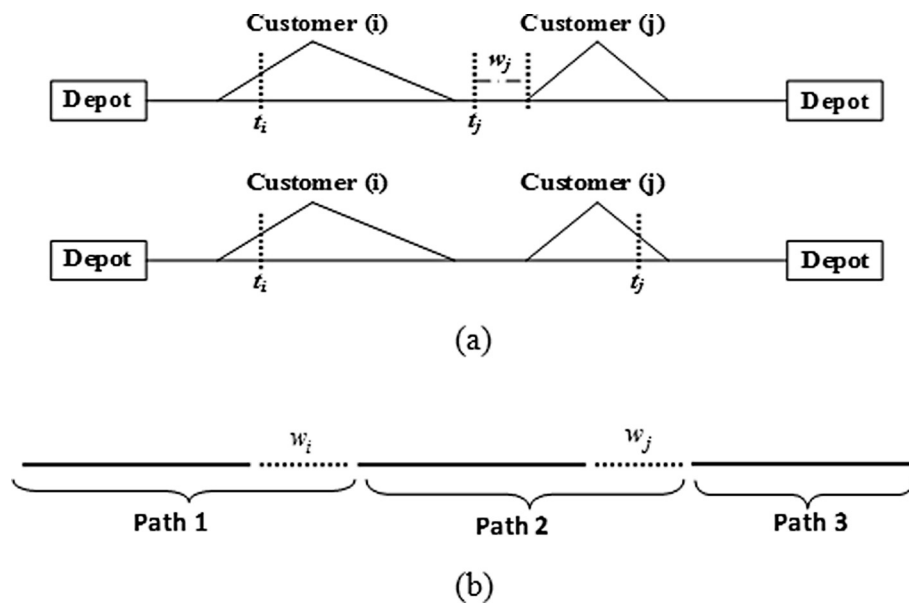 Customer (i) Customer (j)
w_j
Depot Depot
t_i t_j
Customer (i) Customer (j)
Depot Depot
t_i t_j
(a)
w_i w_j
Path 1 Path 2 Path 3
(b)